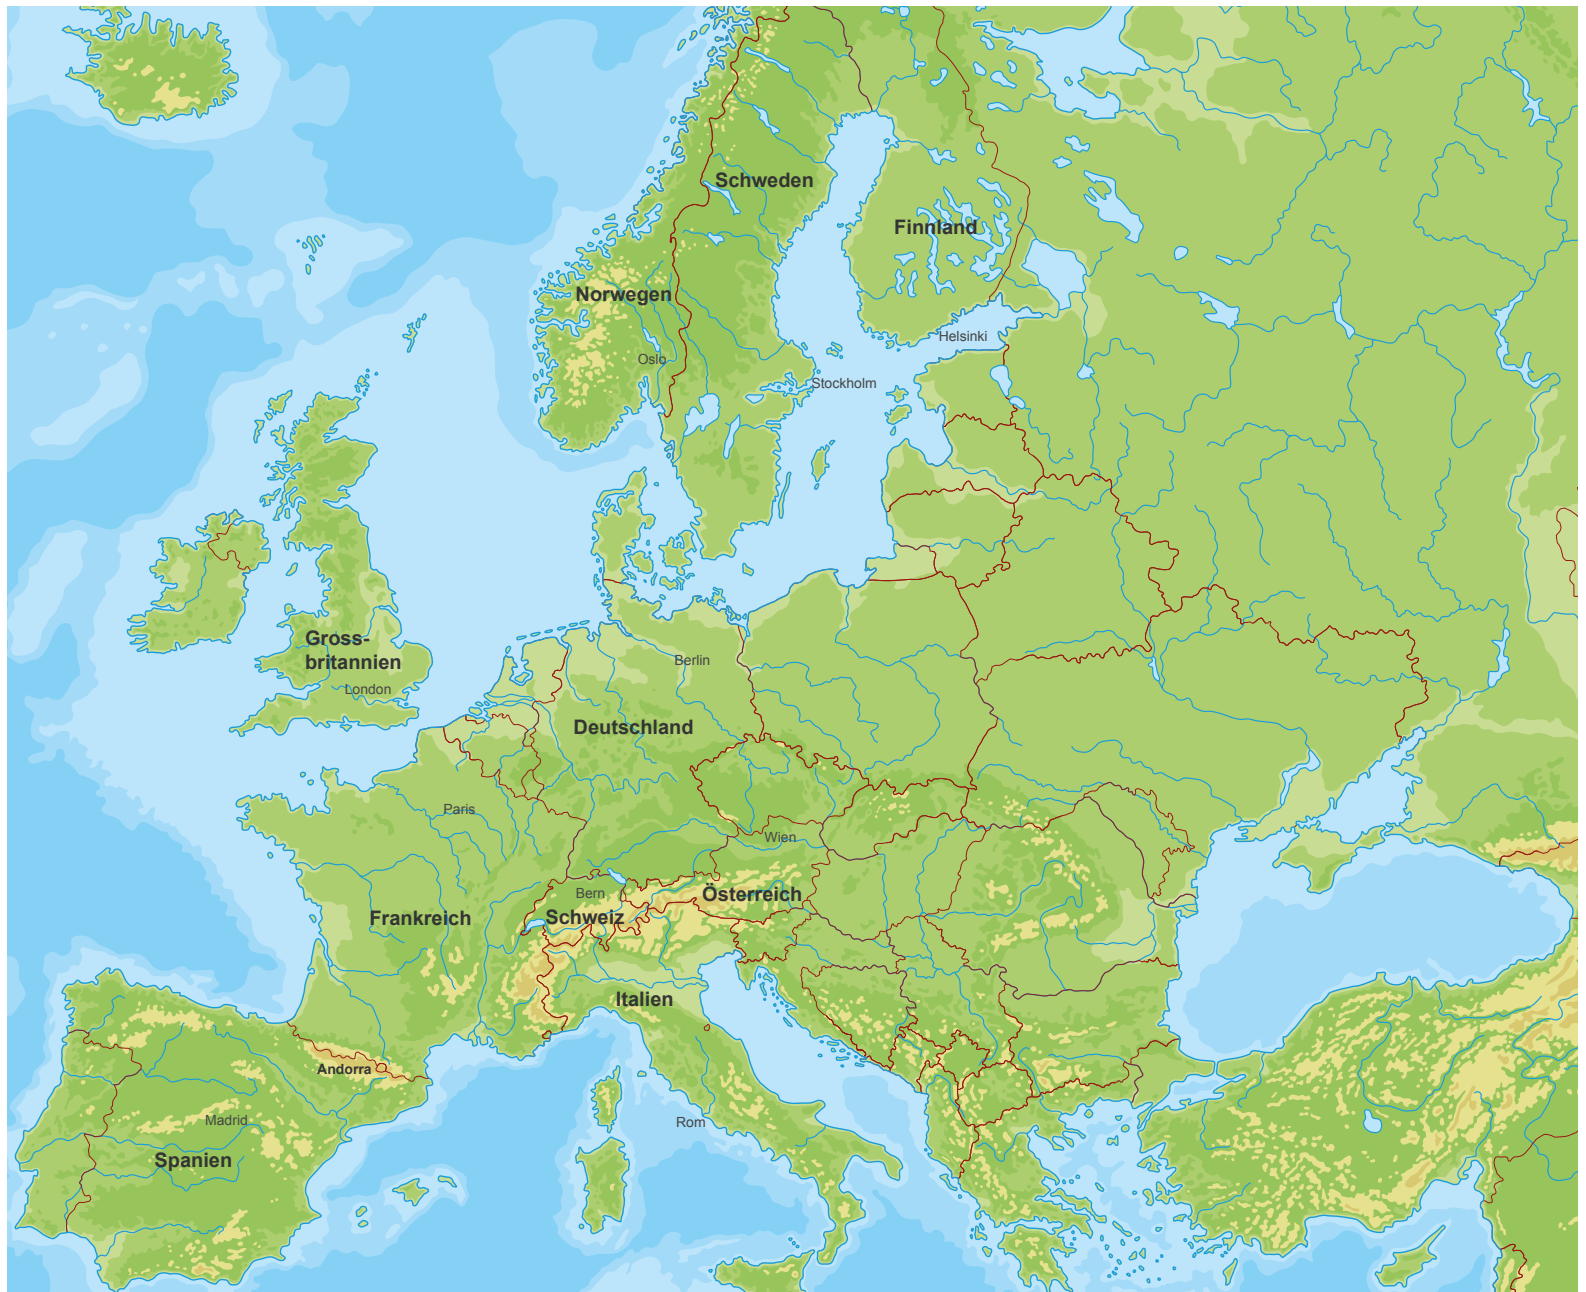 Schweden
Finnland
Norwegen
Helsinki
Oslo
Stockholm
Gross-
britannien
Berlin
London
Deutschland
Paris
Wien
Bern
Österreich
Frankreich
Schweiz
Italien
Andorra
Madrid
Rom
Spanien